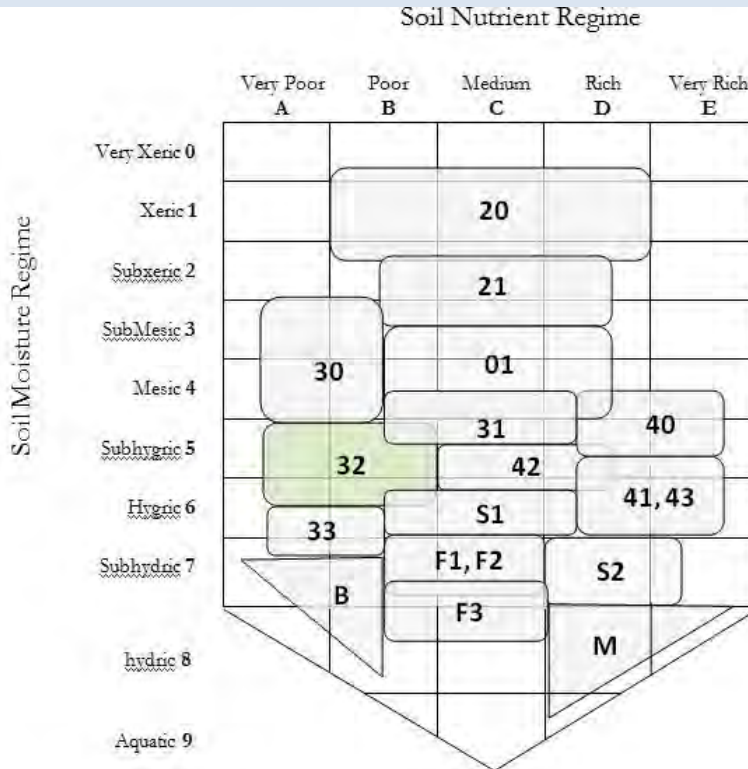 Soil Nutrient Regime
Very Poor Poor Medium Rich Very Rich
A B C D E
Soil Moisture Regime
Very Xeric 0
Xeric 1
20
Subxeric 2
21
SubMesic 3
30 01
Mesic 4
31 40
Subhygric 5
32 42
Hygric 6
S1 41, 43
33
Subhydric 7
F1, F2 S2
B F3
M
hydric 8
Aquatic 9